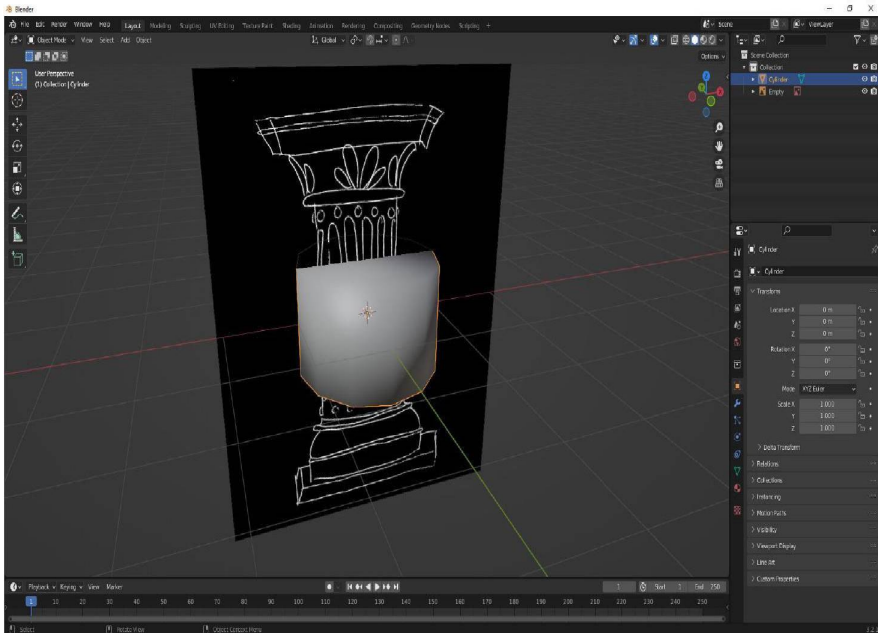 Blender
File Edit Render Window Help Layout Modeling Sculpting UV Editing Texture Paint Shading Animation Rendering Compositing Geometry Nodes Scripting + Scene ViewLayer
Object Mode View Select Add Object Global
Options
User Perspective
(1) Collection | Cylinder
Scene Collection
Collection
Cylinder
Empty
Cylinder
Cylinder
Transform
Location X 0 m
Y 0 m
Z 0 m
Rotation X 0°
Y 0°
Z 0°
Mode XYZ Euler
Scale X 1.000
Y 1.000
Z 1.000
Delta Transform
Relations
Collections
Instancing
Motion Paths
Visibility
Viewport Display
Line Art
Custom Properties
Playback Keying View Marker 1 Start 1 End 250
1 10 20 30 40 50 60 70 80 90 100 110 120 130 140 150 160 170 180 190 200 210 220 230 240 250
Select Rotate View Object Context Menu